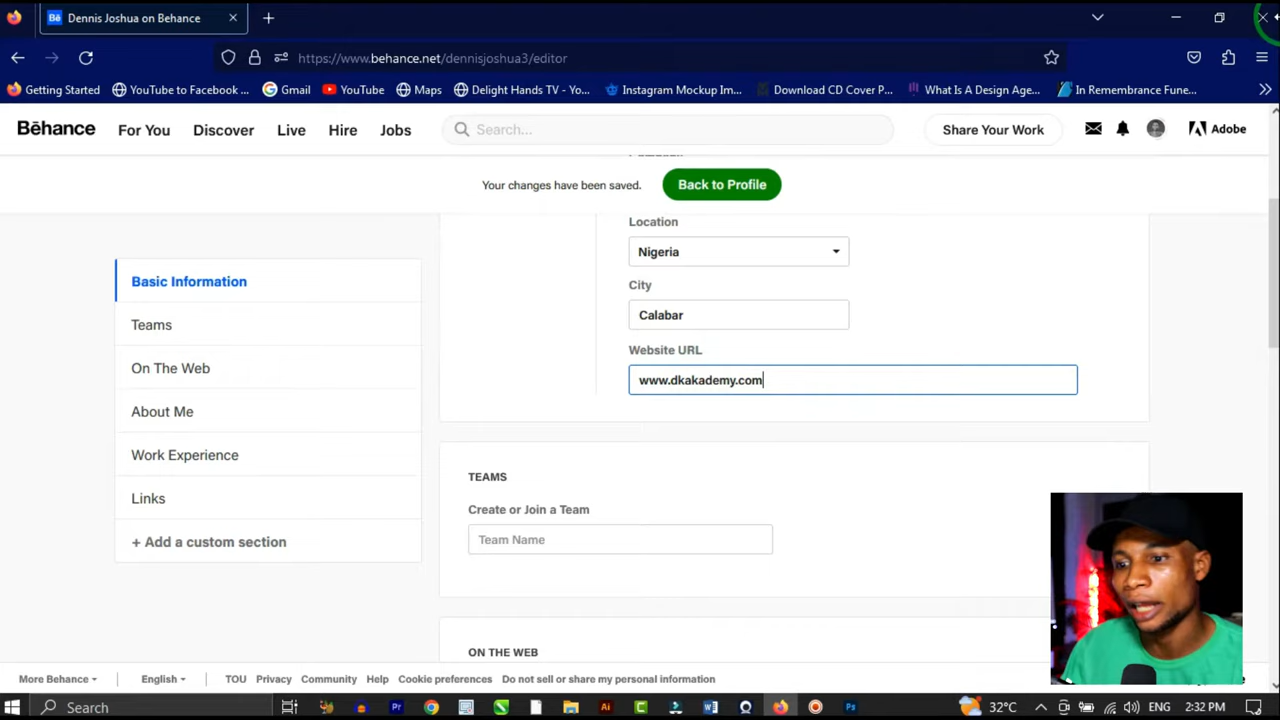 Bē Dennis Joshua on Behance
https://www.behance.net/dennisjoshua3/editor
Getting Started YouTube to Facebook ... Gmail YouTube Maps Delight Hands TV - Yo... Instagram Mockup Im... Download CD Cover P... What Is A Design Age... In Remembrance Fune...
Bēhance For You Discover Live Hire Jobs Search... Share Your Work Adobe
Your changes have been saved. Back to Profile
Location
Nigeria
City
Calabar
Website URL
www.dkakademy.com
Basic Information
Teams
On The Web
About Me
Work Experience
Links
+ Add a custom section
TEAMS
Create or Join a Team
Team Name
ON THE WEB
More Behance English TOU Privacy Community Help Cookie preferences Do not sell or share my personal information
Search Pr Ai Ps 32°C ENG 2:32 PM